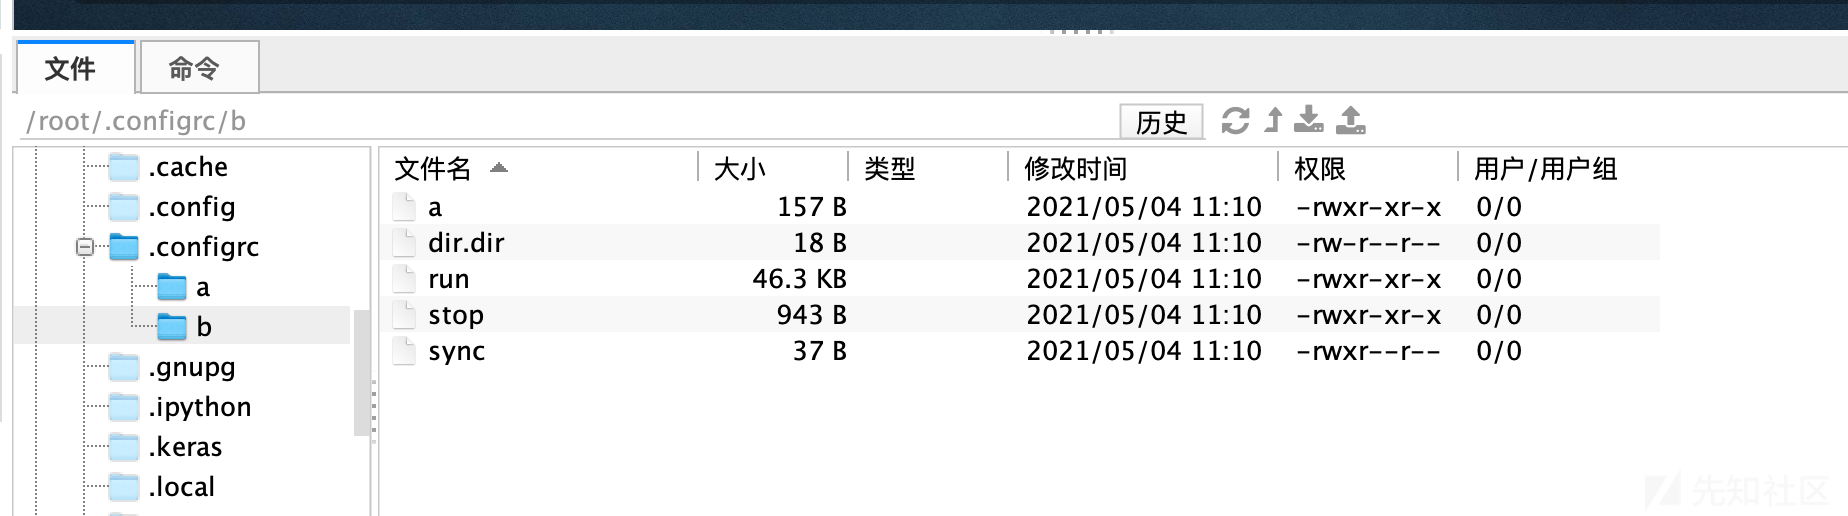 文件 命令
/root/.configrc/b 历史
.cache
.config
.configrc
a
b
.gnupg
.ipython
.keras
.local
文件名 大小 类型 修改时间 权限 用户/用户组
a 157 B 2021/05/04 11:10 -rwxr-xr-x 0/0
dir.dir 18 B 2021/05/04 11:10 -rw-r--r-- 0/0
run 46.3 KB 2021/05/04 11:10 -rwxr-xr-x 0/0
stop 943 B 2021/05/04 11:10 -rwxr-xr-x 0/0
sync 37 B 2021/05/04 11:10 -rwxr--r-- 0/0
先知社区